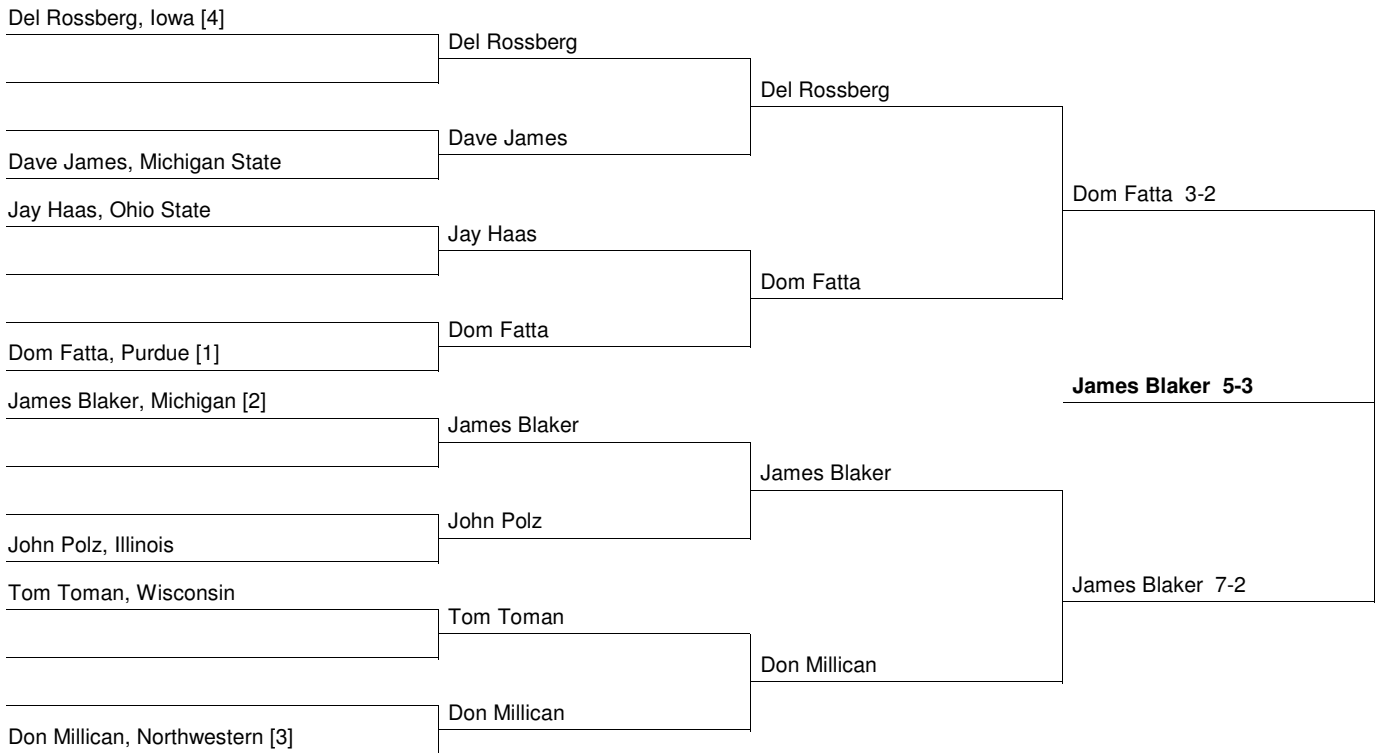 Del Rossberg, Iowa [4]
Del Rossberg
Del Rossberg
Dave James
Dave James, Michigan State
Dom Fatta 3-2
Jay Haas, Ohio State
Jay Haas
Dom Fatta
Dom Fatta
Dom Fatta, Purdue [1]
James Blaker 5-3
James Blaker, Michigan [2]
James Blaker
James Blaker
John Polz
John Polz, Illinois
James Blaker 7-2
Tom Toman, Wisconsin
Tom Toman
Don Millican
Don Millican
Don Millican, Northwestern [3]